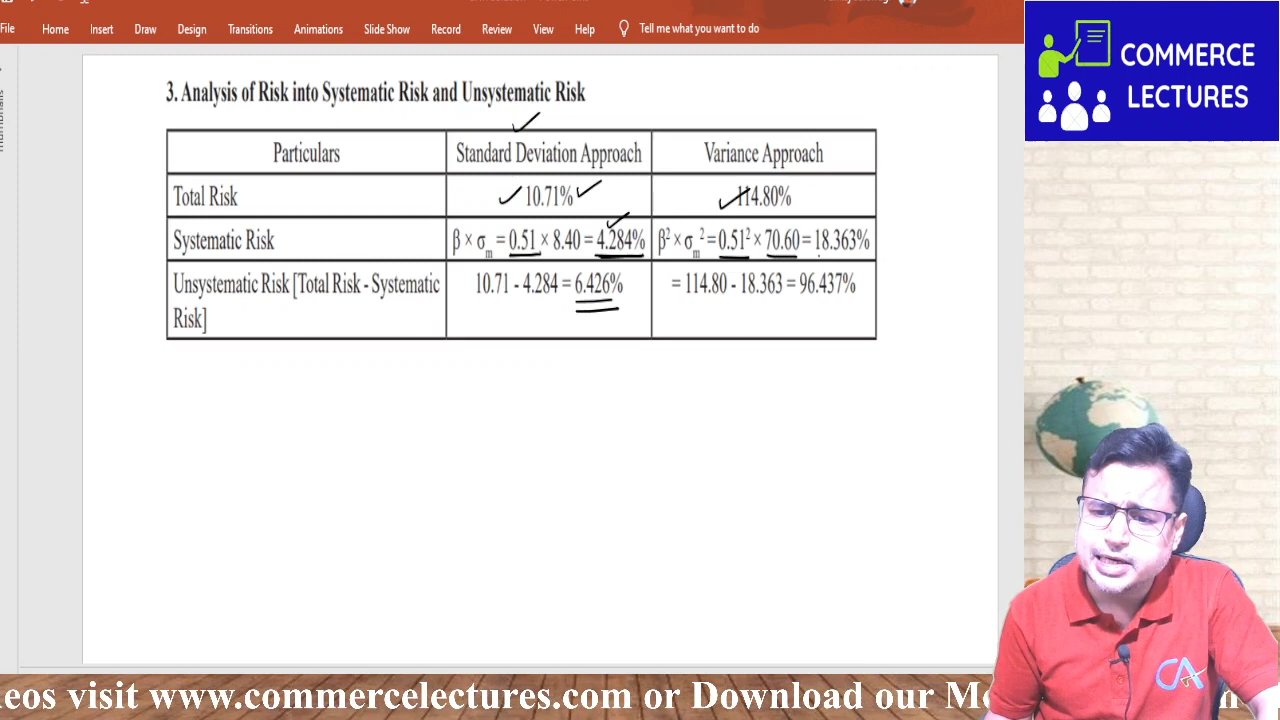 File Home Insert Draw Design Transitions Animations Slide Show Record Review View Help Tell me what you want to do
COMMERCE
LECTURES
3. Analysis of Risk into Systematic Risk and Unsystematic Risk
Particulars Standard Deviation Approach Variance Approach
Total Risk 10.71% 114.80%
Systematic Risk β × σm = 0.51 × 8.40 = 4.284% β² × σm² = 0.51² × 70.60 = 18.363%
Unsystematic Risk [Total Risk - Systematic 10.71 - 4.284 = 6.426% = 114.80 - 18.363 = 96.437%
Risk]
CA
visit www.commercelectures.com or Download our